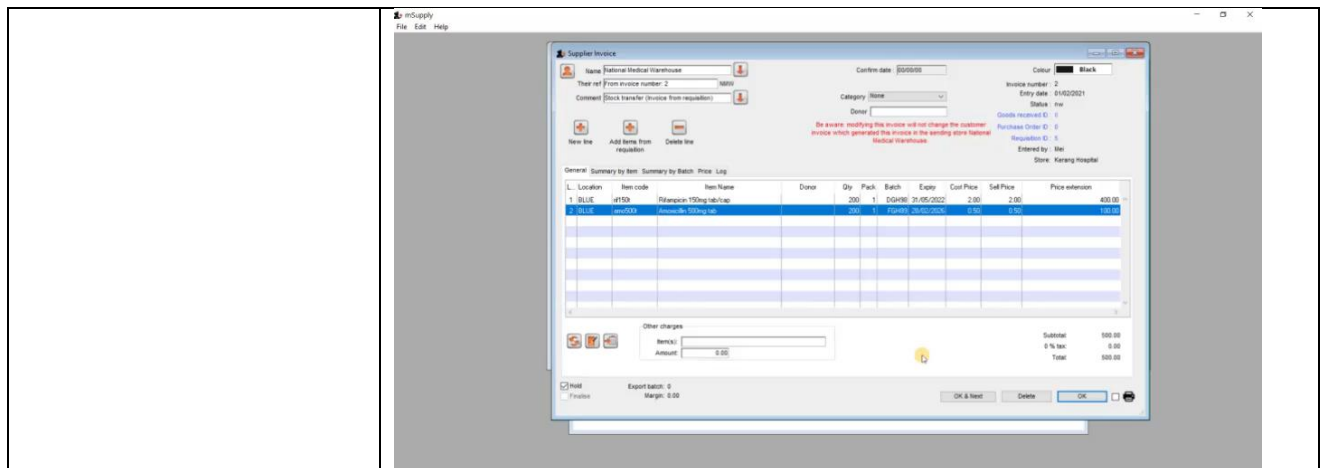 mSupply
File Edit Help
Supplier Invoice
Name National Medical Warehouse
Confirm date: 00/00/00
Colour Black
Their ref From invoice number: 2
Invoice number: 2
Entry date: 01/02/2021
Comment Stock transfer (Invoice from requisition)
Category None
Status: nw
Donor
Goods received ID: 0
Be aware: modifying this invoice will not change the customer
invoice which generated this invoice in the sending store National
Medical Warehouse.
Purchase Order ID: 0
Requisition ID: 5
Entered by: Mei
Store: Kerang Hospital
New line Add items from requisition Delete line
General Summary by Item Summary by Batch Price Log
L... Location Item code Item Name Donor Qty Pack Batch Expiry Cost Price Sell Price Price extension
1 BLUE rif150t Rifampicin 150mg tab/cap 200 1 DGH90 31/05/2022 2.00 2.00 400.00
2 BLUE amo500t Amoxicillin 500mg tab 200 1 FGH89 28/02/2026 0.50 0.50 100.00
Other charges
Item(s):
Amount: 0.00
Subtotal: 500.00
0 % tax: 0.00
Total: 500.00
Hold Export batch: 0
Finalise Margin: 0.00
OK & Next Delete OK